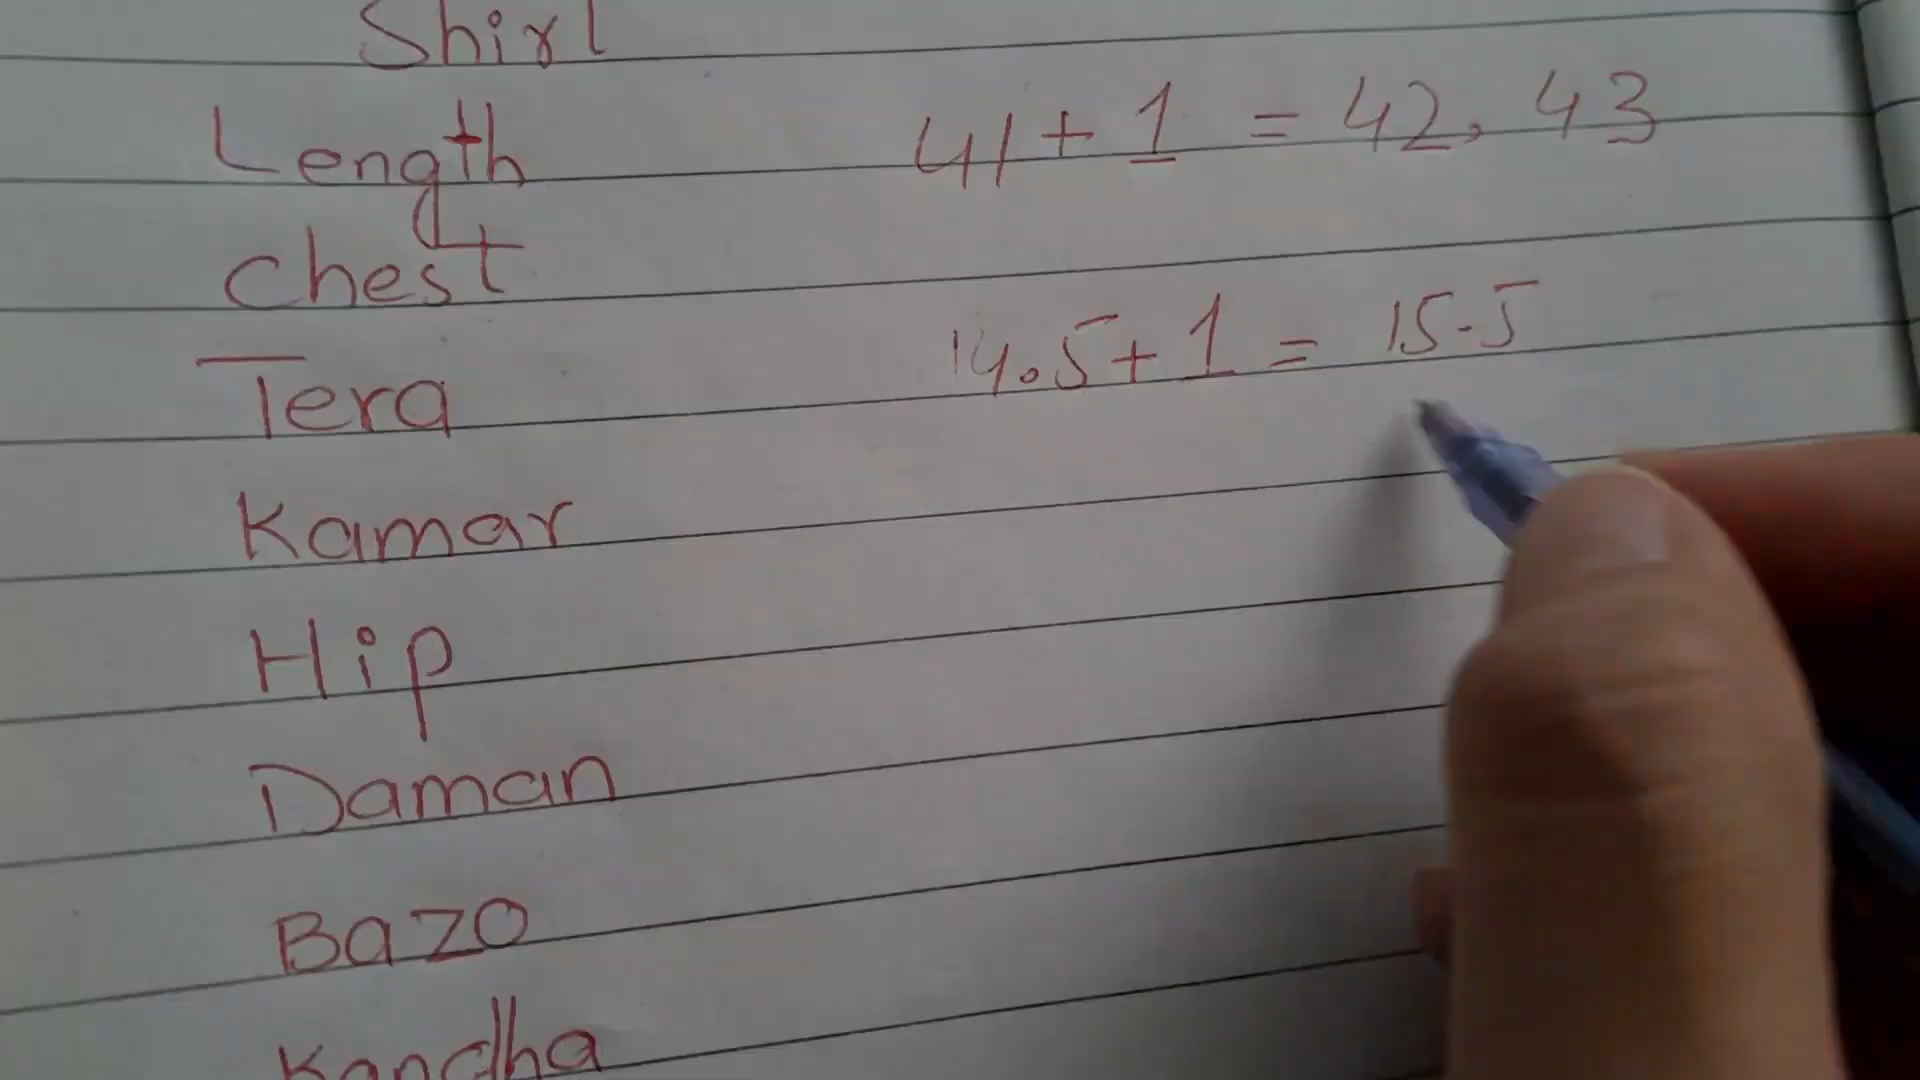 Shirt
Length 41+1 = 42, 43
Chest
Tera 14.5+1 = 15.5
Kamar
Hip
Daman
Bazo
Kandha